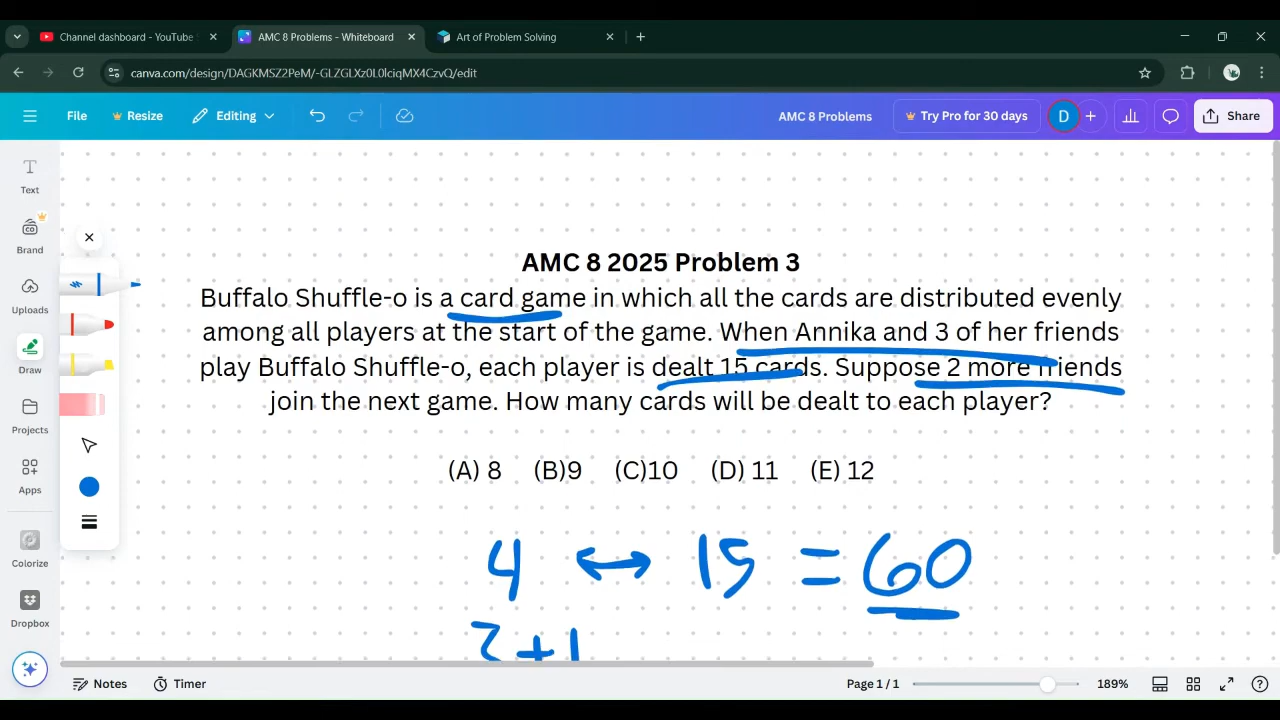 Channel dashboard - YouTube
AMC 8 Problems - Whiteboard
Art of Problem Solving
canva.com/design/DAGKMSZ2PeM/-GLZGLXz0L0lciqMX4CzvQ/edit
File
Resize
Editing
AMC 8 Problems
Try Pro for 30 days
D
Share
Text
Brand
Uploads
Draw
Projects
Apps
Colorize
Dropbox
AMC 8 2025 Problem 3
Buffalo Shuffle-o is a card game in which all the cards are distributed evenly
among all players at the start of the game. When Annika and 3 of her friends
play Buffalo Shuffle-o, each player is dealt 15 cards. Suppose 2 more friends
join the next game. How many cards will be dealt to each player?
(A) 8 (B)9 (C)10 (D) 11 (E) 12
4 ↔ 15 = 60
3 + 1
Notes
Timer
Page 1 / 1
189%